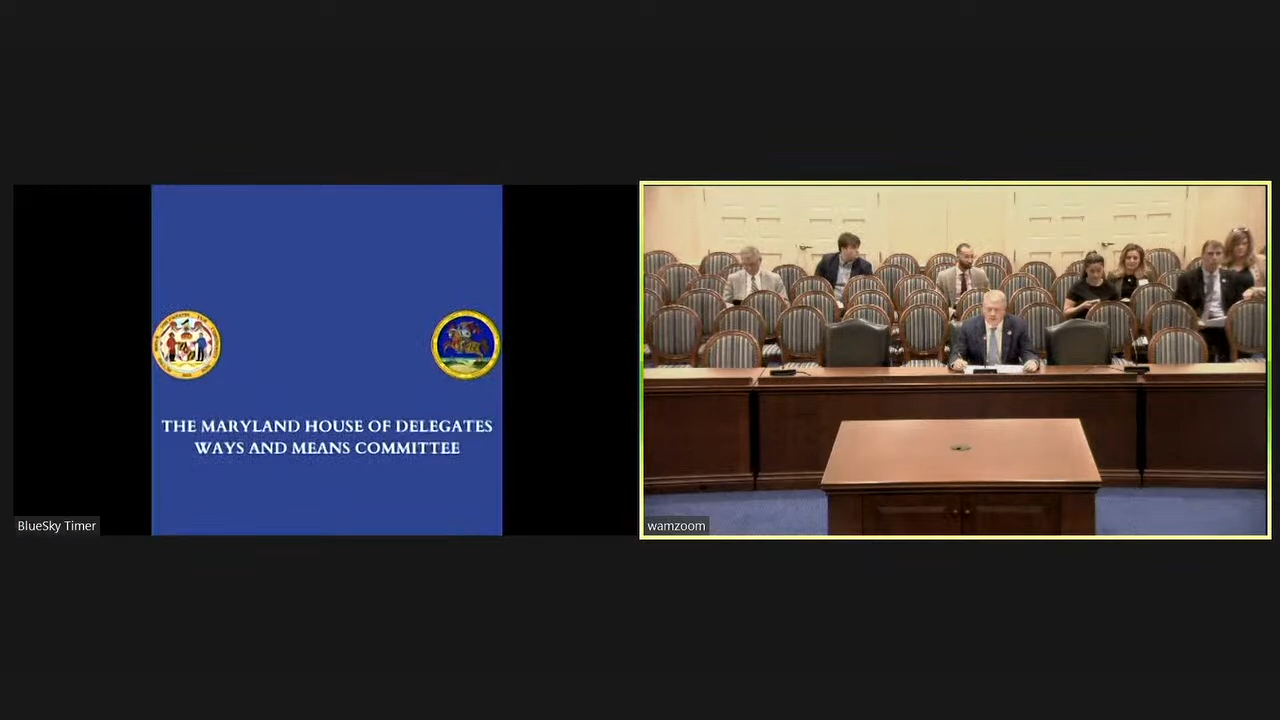 THE MARYLAND HOUSE OF DELEGATES
WAYS AND MEANS COMMITTEE
BlueSky Timer
wamzoom